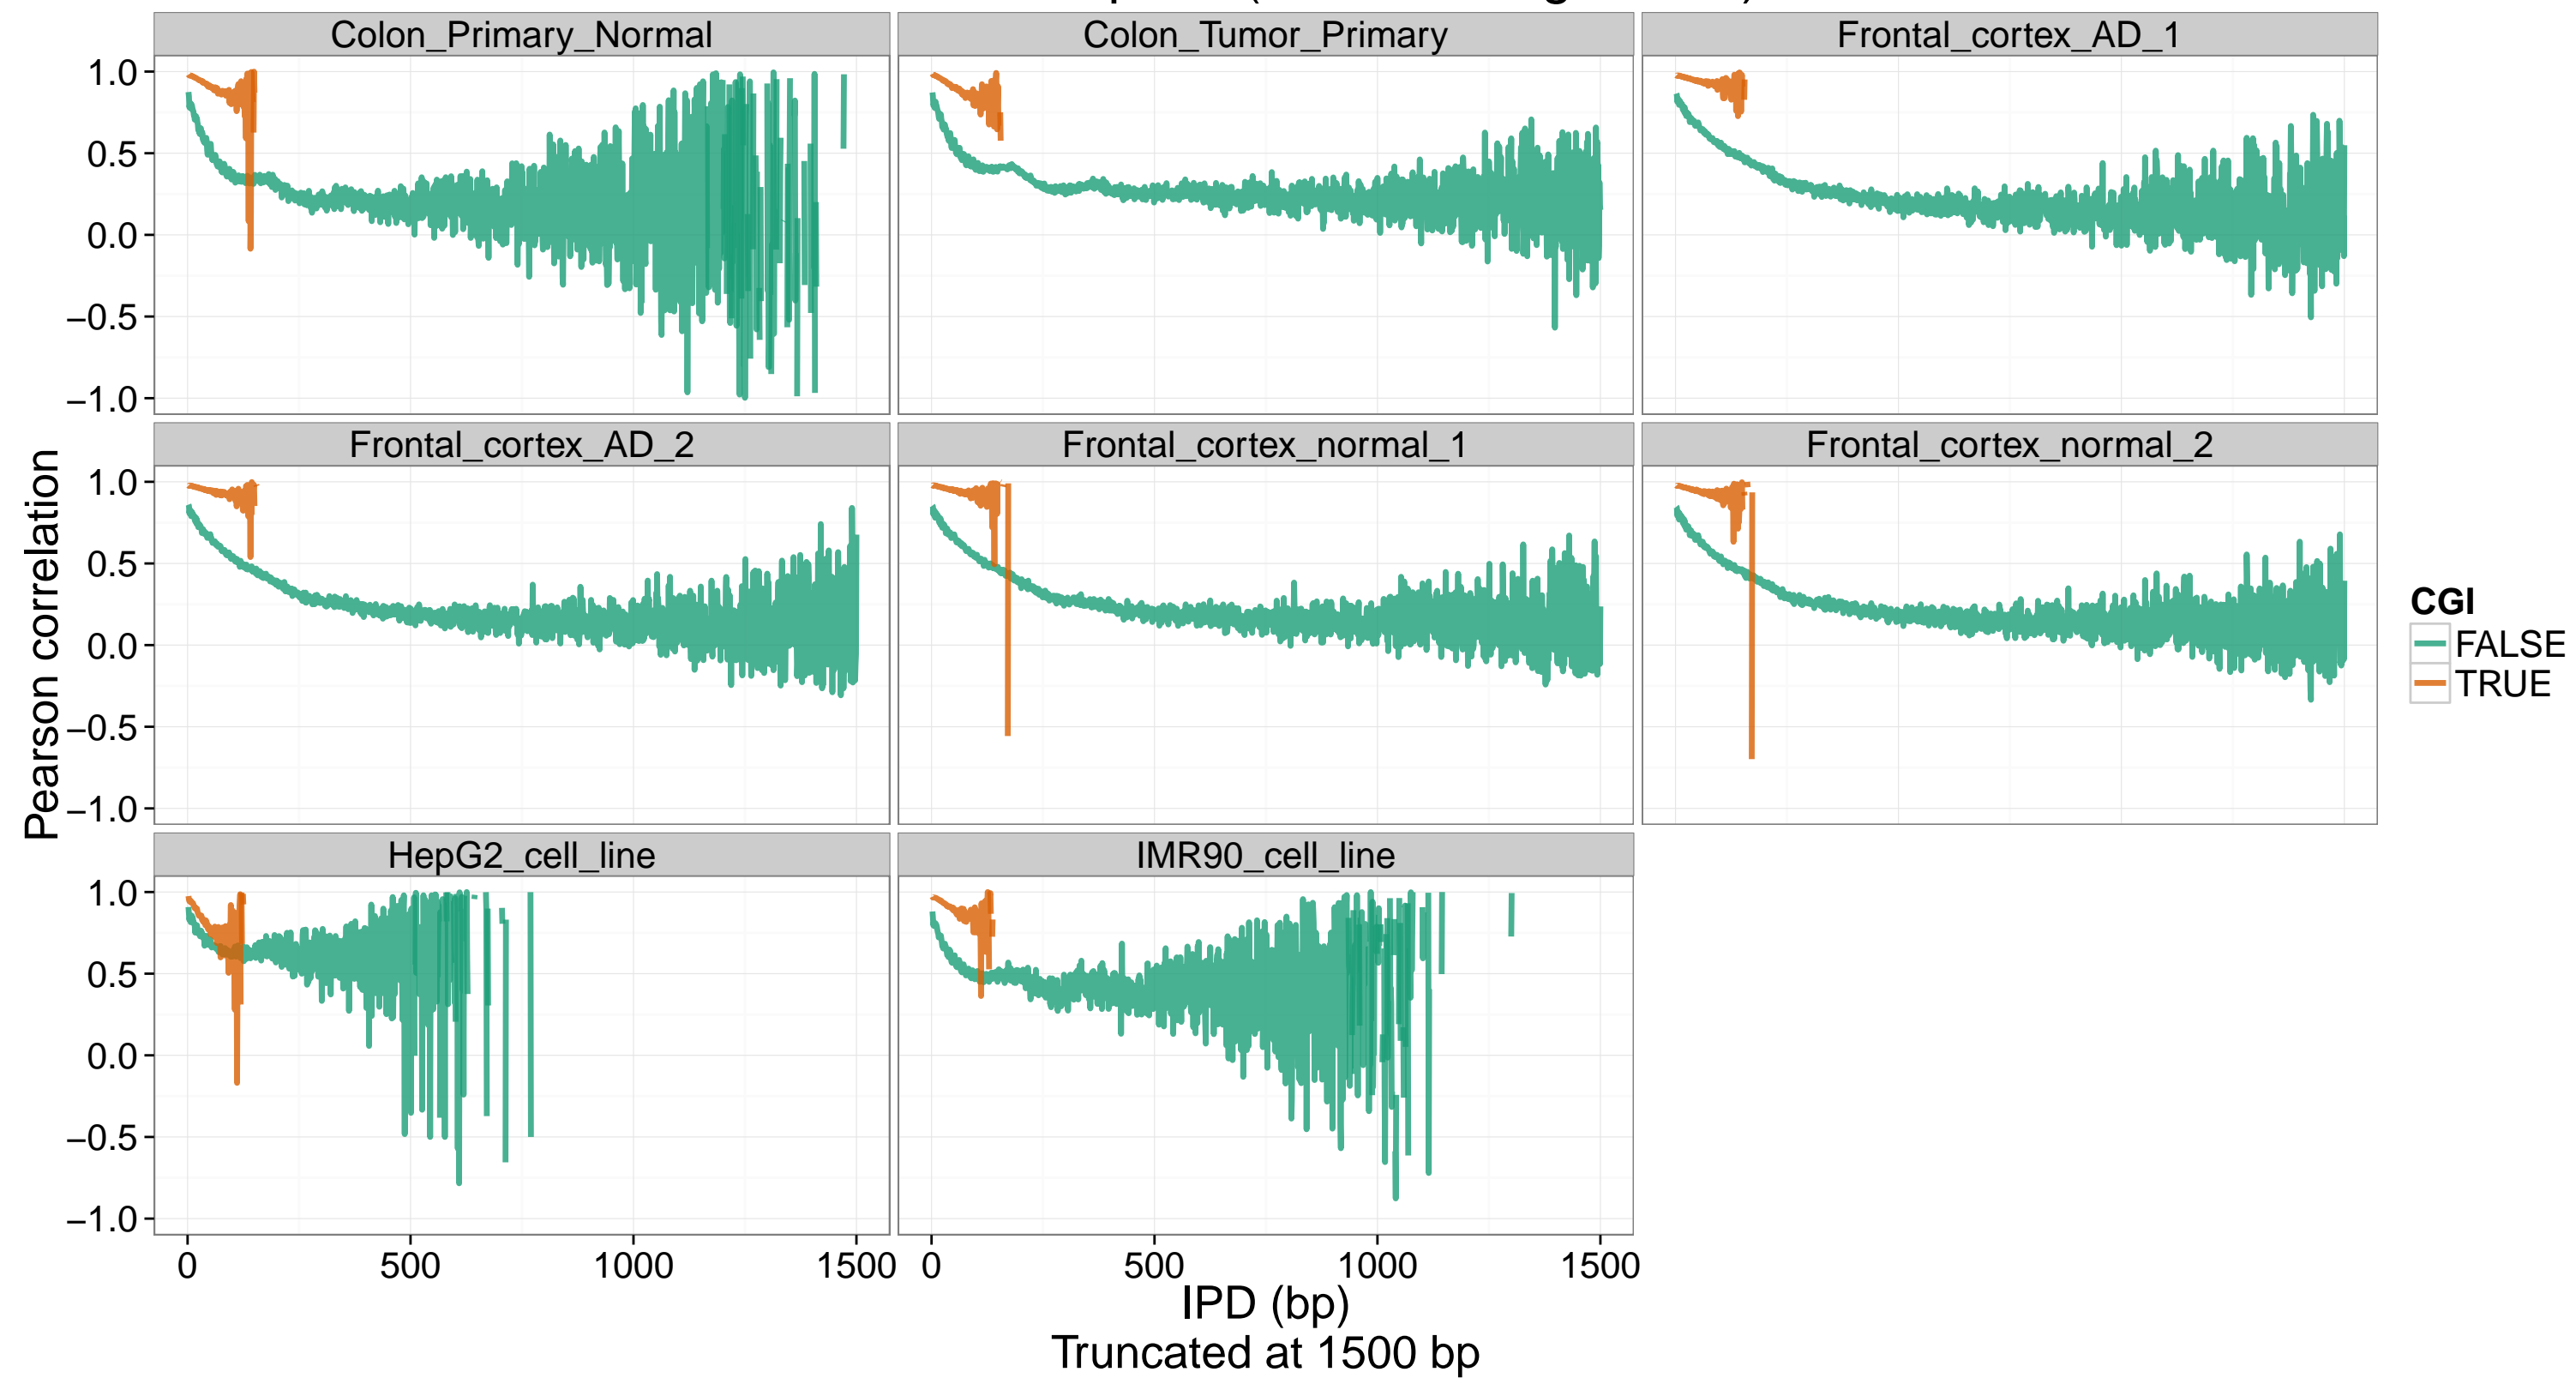 Colon_Primary_Normal
Colon_Tumor_Primary
Frontal_cortex_AD_1
1.0
0.5
0.0
−0.5
−1.0
Frontal_cortex_AD_2
Frontal_cortex_normal_1
Frontal_cortex_normal_2
1.0
0.5
0.0
−0.5
−1.0
Pearson correlation
CGI
FALSE
TRUE
HepG2_cell_line
IMR90_cell_line
1.0
0.5
0.0
−0.5
−1.0
0 500 1000 1500 0 500 1000 1500
IPD (bp)
Truncated at 1500 bp